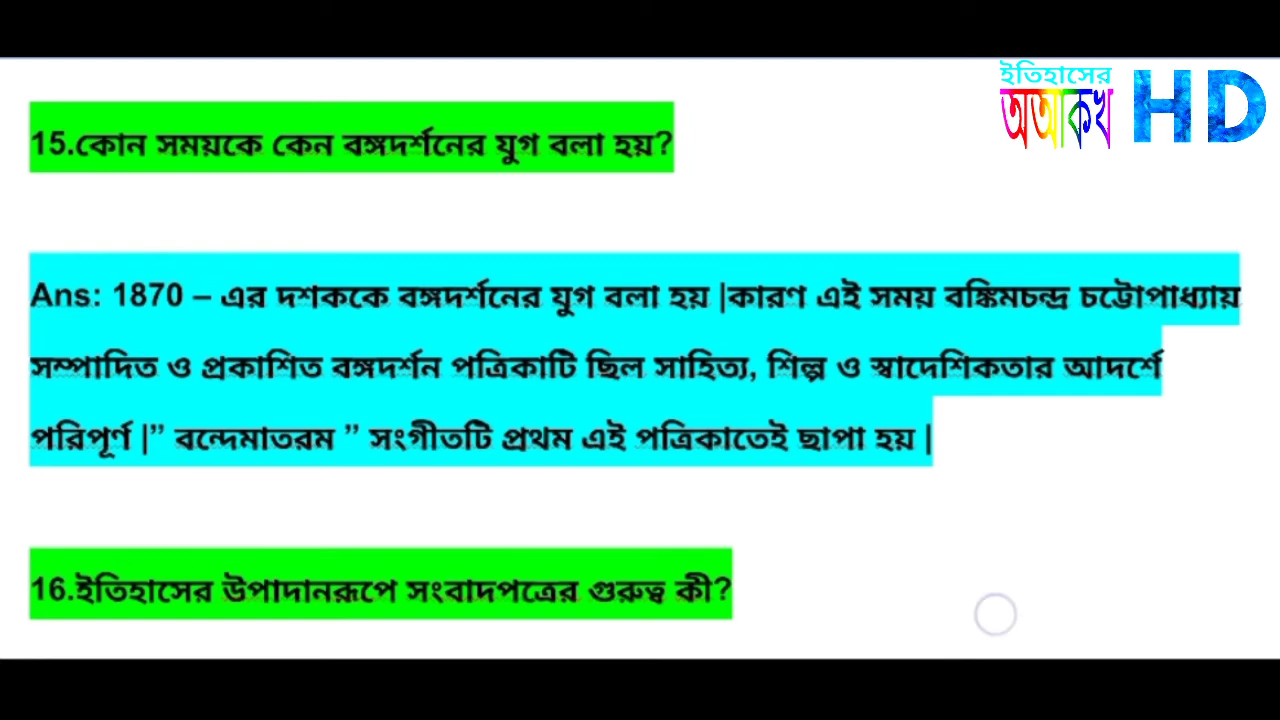 ইতিহাসের
অআকখ HD
15.কোন সময়কে কেন বঙ্গদর্শনের যুগ বলা হয়?
Ans: 1870 – এর দশককে বঙ্গদর্শনের যুগ বলা হয় |কারণ এই সময় বঙ্কিমচন্দ্র চট্টোপাধ্যায়
সম্পাদিত ও প্রকাশিত বঙ্গদর্শন পত্রিকাটি ছিল সাহিত্য, শিল্প ও স্বাদেশিকতার আদর্শে
পরিপূর্ণ |” বন্দেমাতরম ” সংগীতটি প্রথম এই পত্রিকাতেই ছাপা হয় |
16.ইতিহাসের উপাদানরূপে সংবাদপত্রের গুরুত্ব কী?